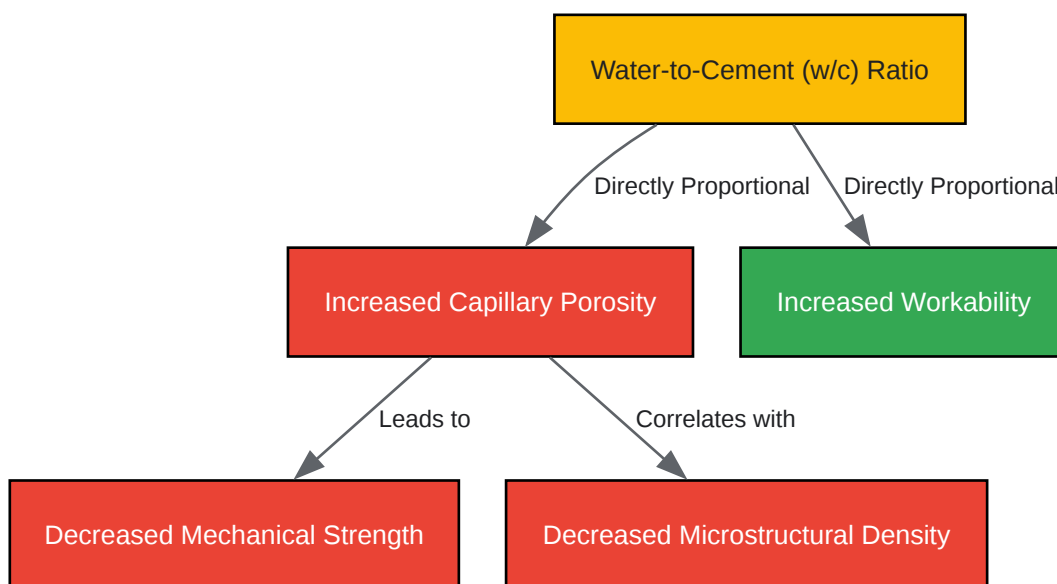 Water-to-Cement (w/c) Ratio
Directly Proportional
Directly Proportional
Increased Capillary Porosity
Increased Workability
Leads to
Correlates with
Decreased Mechanical Strength
Decreased Microstructural Density